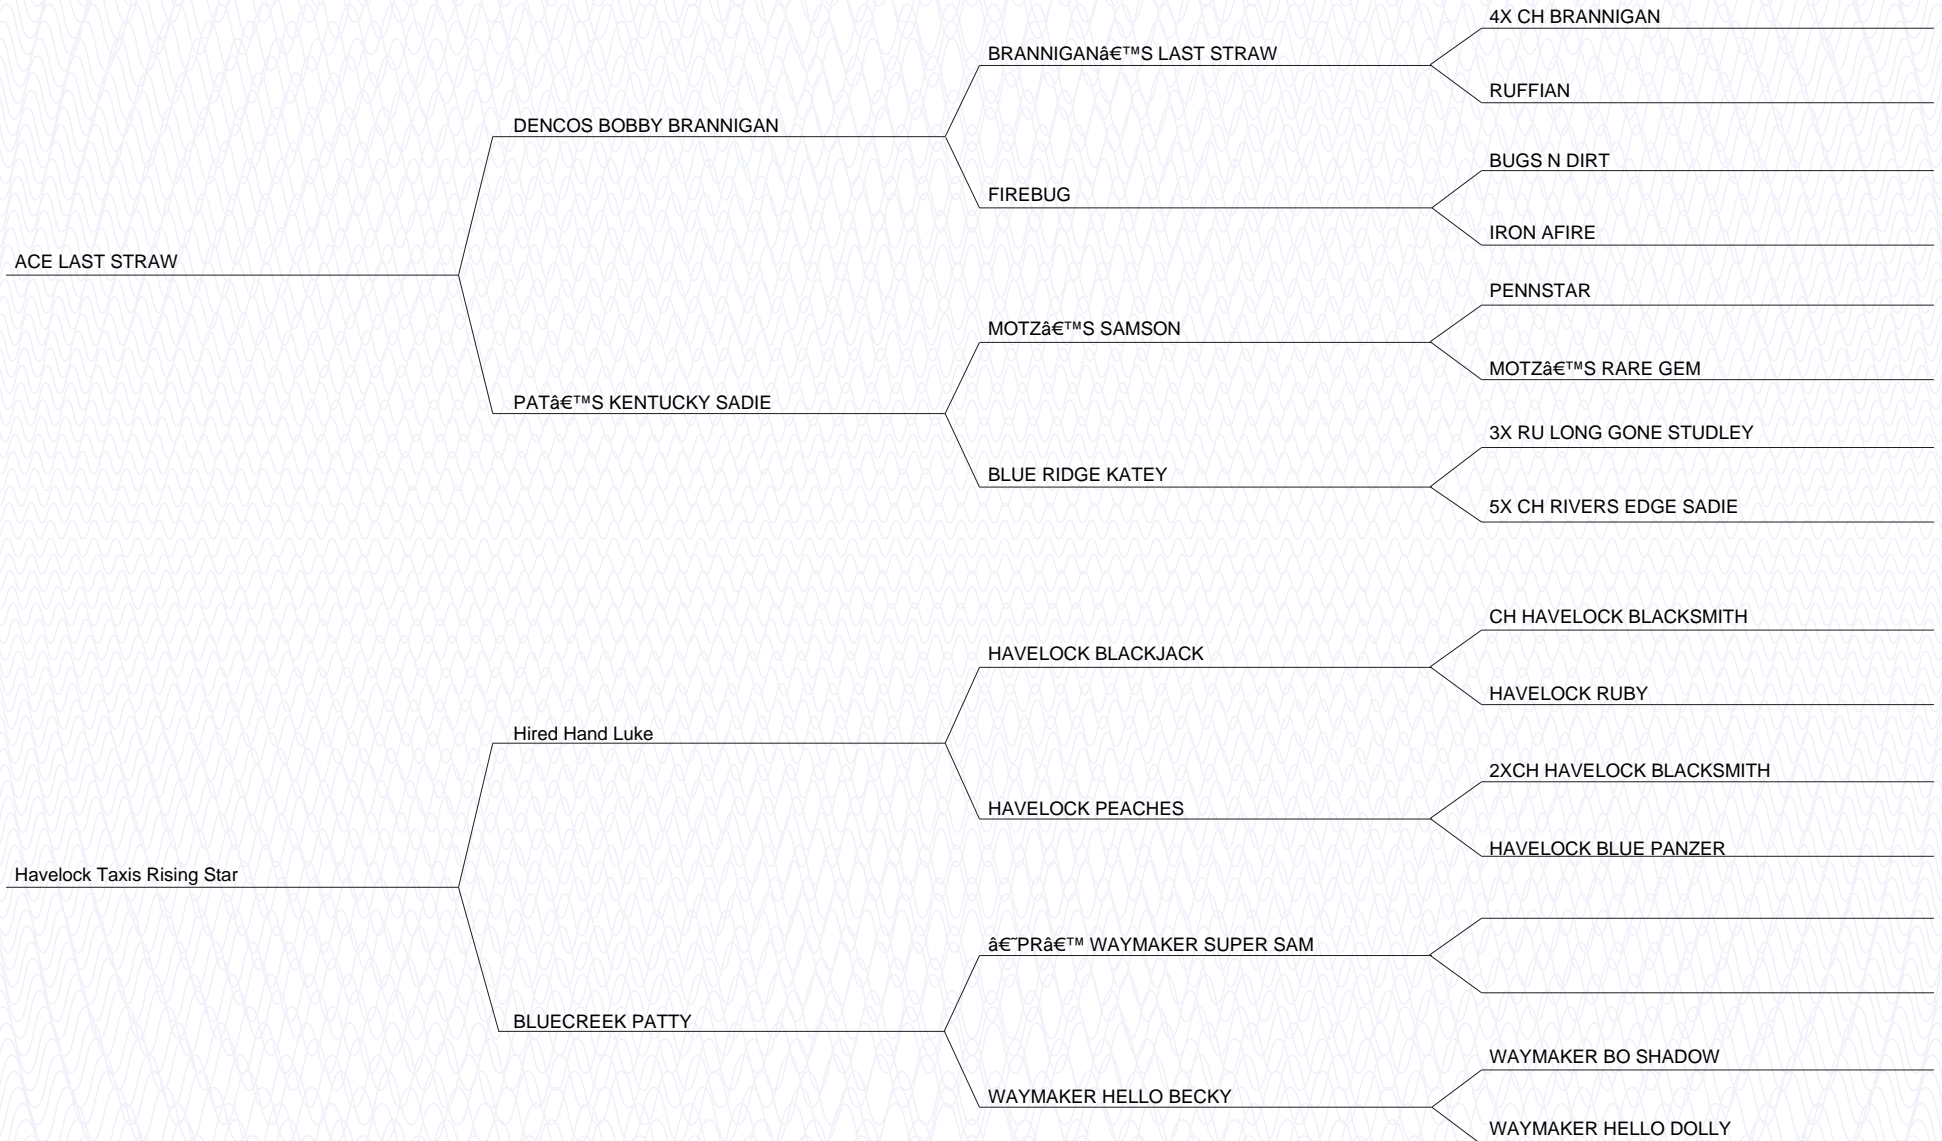 4X CH BRANNIGAN
BRANNIGANâ€™S LAST STRAW
RUFFIAN
DENCOS BOBBY BRANNIGAN
BUGS N DIRT
FIREBUG
IRON AFIRE
ACE LAST STRAW
PENNSTAR
MOTZâ€™S SAMSON
MOTZâ€™S RARE GEM
PATâ€™S KENTUCKY SADIE
3X RU LONG GONE STUDLEY
BLUE RIDGE KATEY
5X CH RIVERS EDGE SADIE
CH HAVELOCK BLACKSMITH
HAVELOCK BLACKJACK
HAVELOCK RUBY
Hired Hand Luke
2XCH HAVELOCK BLACKSMITH
HAVELOCK PEACHES
HAVELOCK BLUE PANZER
Havelock Taxis Rising Star
â€˜PRâ€™ WAYMAKER SUPER SAM
BLUECREEK PATTY
WAYMAKER BO SHADOW
WAYMAKER HELLO BECKY
WAYMAKER HELLO DOLLY